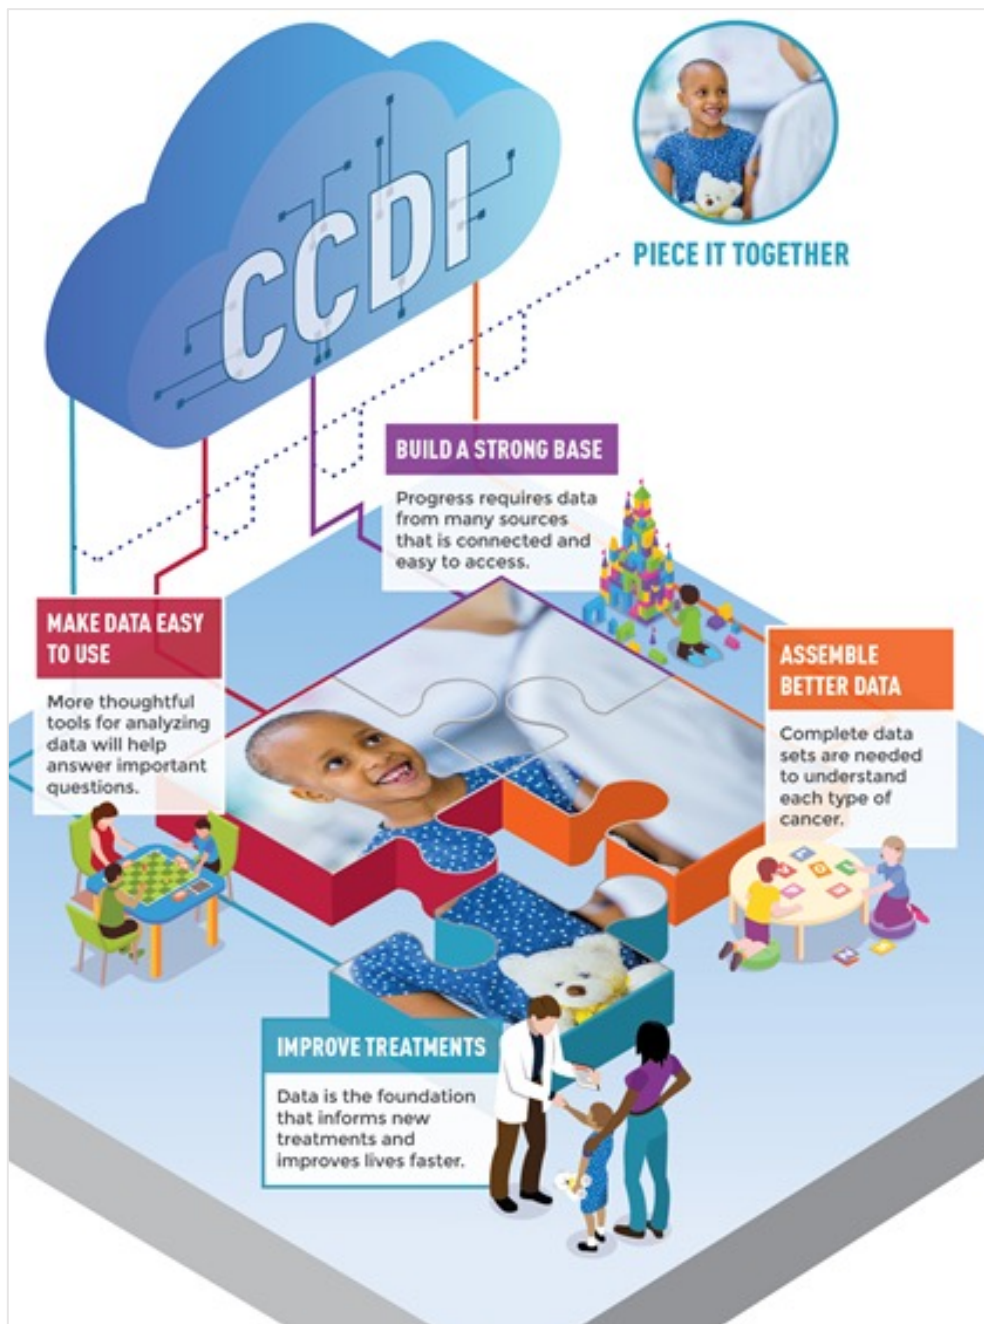 CCDI
PIECE IT TOGETHER
BUILD A STRONG BASE
Progress requires data
from many sources
that is connected and
easy to access.
MAKE DATA EASY
TO USE
More thoughtful
tools for analyzing
data will help
answer important
questions.
ASSEMBLE
BETTER DATA
Complete data
sets are needed
to understand
each type of
cancer.
IMPROVE TREATMENTS
Data is the foundation
that informs new
treatments and
improves lives faster.